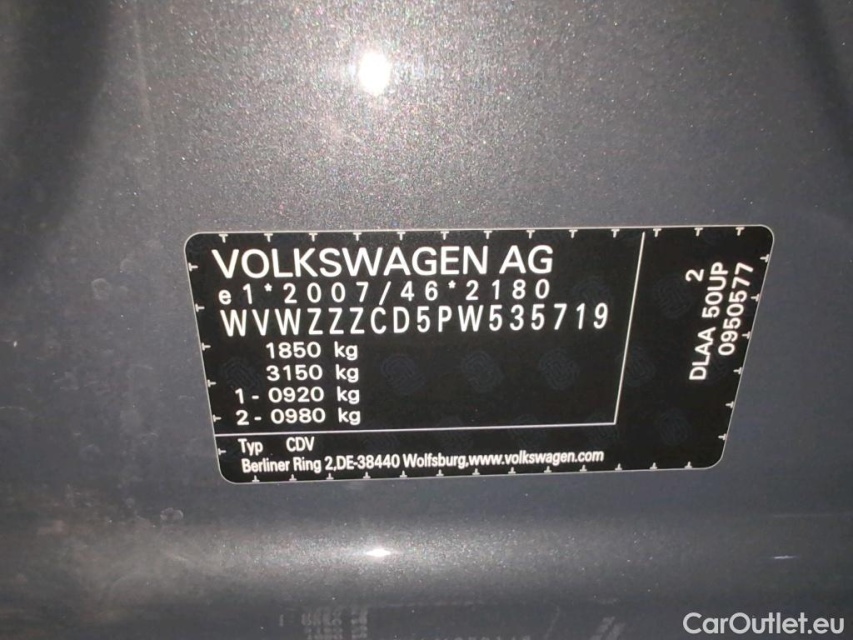 VOLKSWAGEN AG
e1*2007/46*2180
WVWZZZCD5PW535719
1850 kg
3150 kg
1 - 0920 kg
2 - 0980 kg
Typ CDV
Berliner Ring 2,DE-38440 Wolfsburg,www.volkswagen.com
2
DLAA 50UP
0950577
CarOutlet.eu